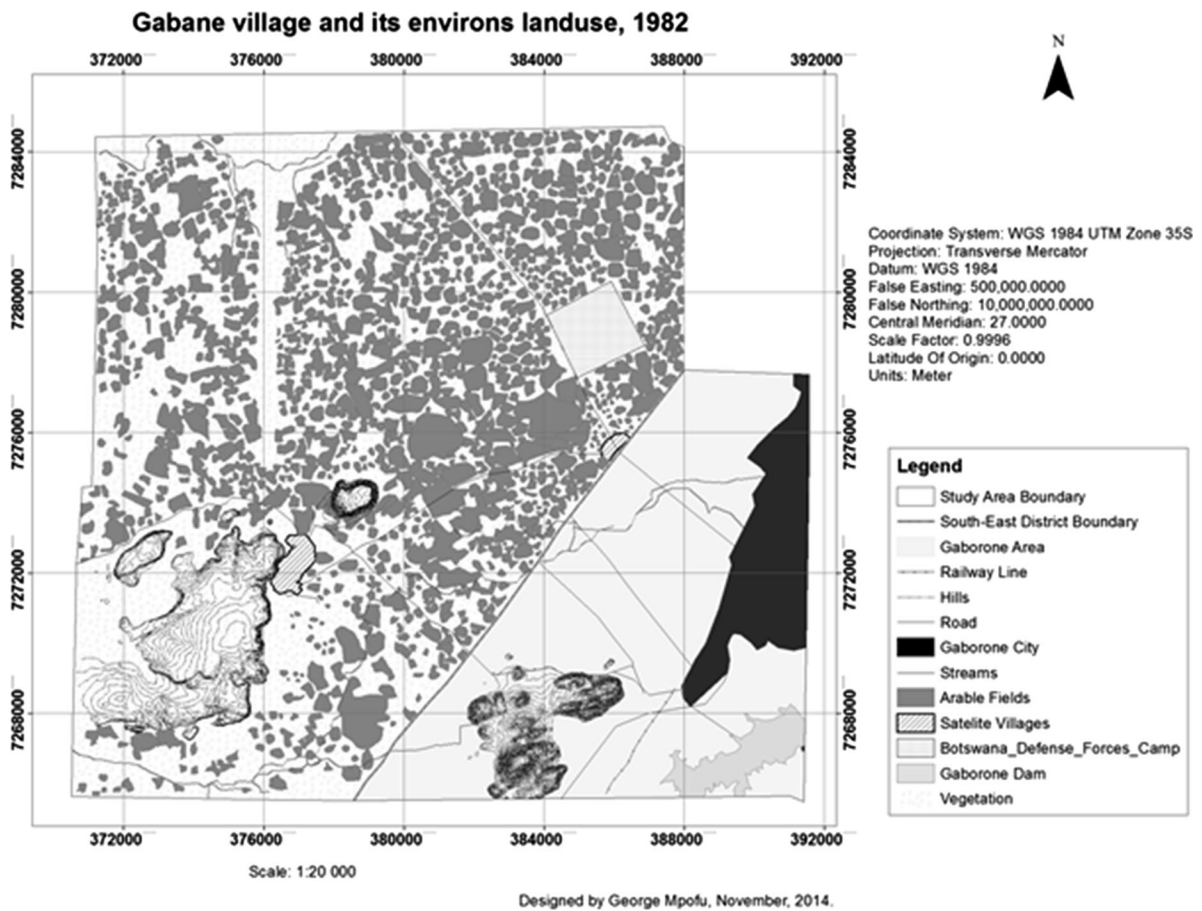 Gabane village and its environs landuse, 1982
N
372000 376000 380000 384000 388000 392000
7284000 7284000
7280000 7280000
7276000 7276000
7272000 7272000
7268000 7268000
372000 376000 380000 384000 388000 392000
Coordinate System: WGS 1984 UTM Zone 35S
Projection: Transverse Mercator
Datum: WGS 1984
False Easting: 500,000.0000
False Northing: 10,000,000.0000
Central Meridian: 27.0000
Scale Factor: 0.9996
Latitude Of Origin: 0.0000
Units: Meter
Legend
Study Area Boundary
South-East District Boundary
Gaborone Area
Railway Line
Hills
Road
Gaborone City
Streams
Arable Fields
Satelite Villages
Botswana_Defense_Forces_Camp
Gaborone Dam
Vegetation
Scale: 1:20 000
Designed by George Mpofu, November, 2014.